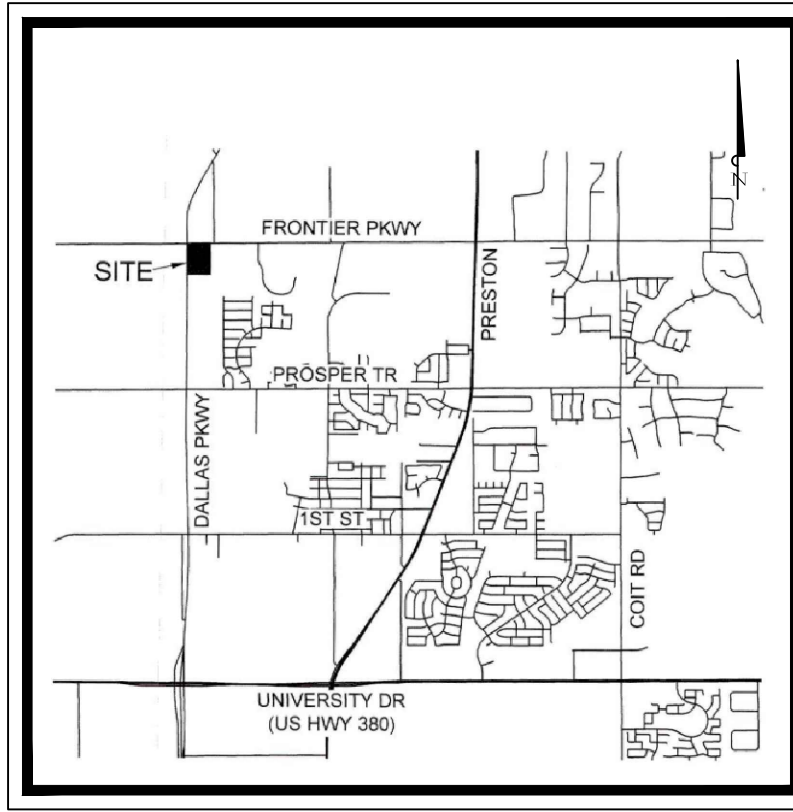 N
FRONTIER PKWY
SITE
PRESTON
PROSPER TR
DALLAS PKWY
1ST ST
COIT RD
UNIVERSITY DR
(US HWY 380)